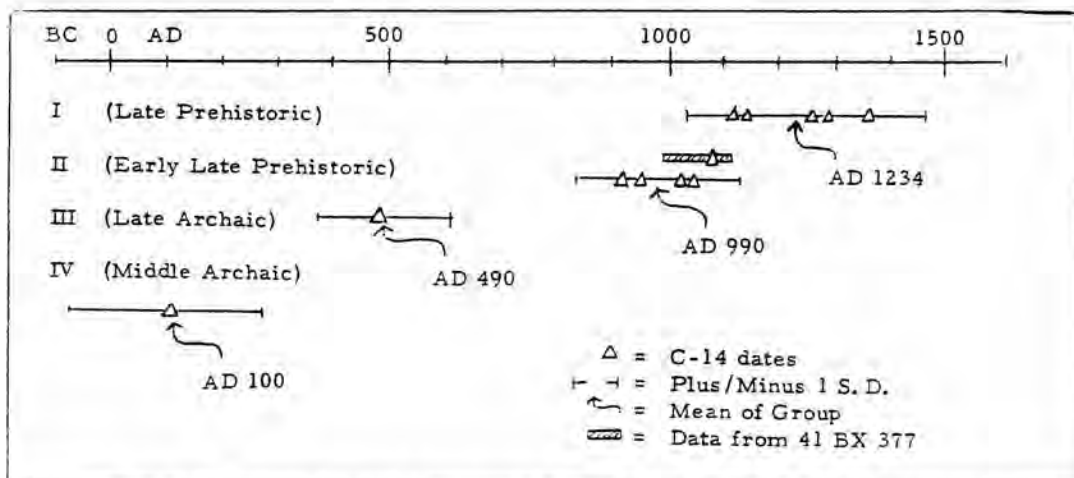 BC 0 AD 500 1000 1500
I (Late Prehistoric)
II (Early Late Prehistoric)
AD 1234
III (Late Archaic)
AD 990
IV (Middle Archaic)
AD 490
AD 100
Δ = C-14 dates
⊢ ⊣ = Plus/Minus 1 S. D.
= Mean of Group
= Data from 41 BX 377